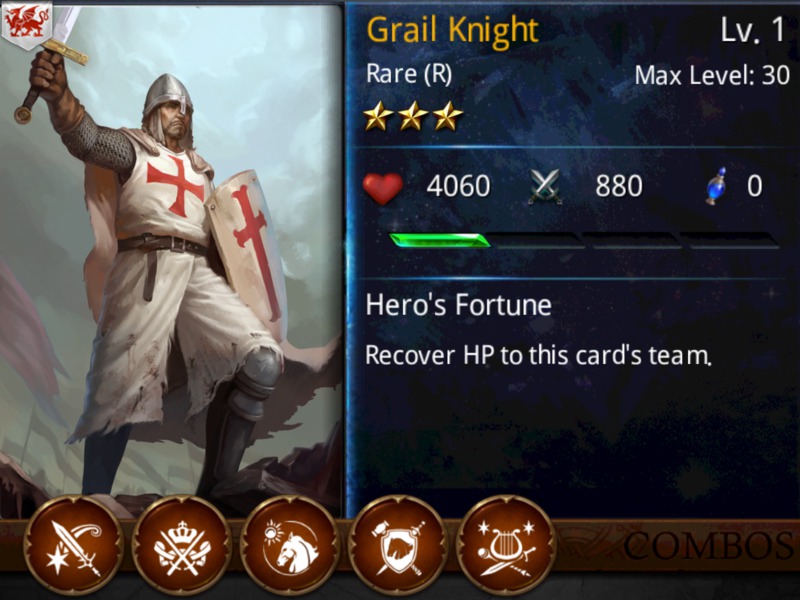 Grail Knight
Lv. 1
Rare (R)
Max Level: 30
4060
880
0
Hero's Fortune
Recover HP to this card's team.
COMBOS